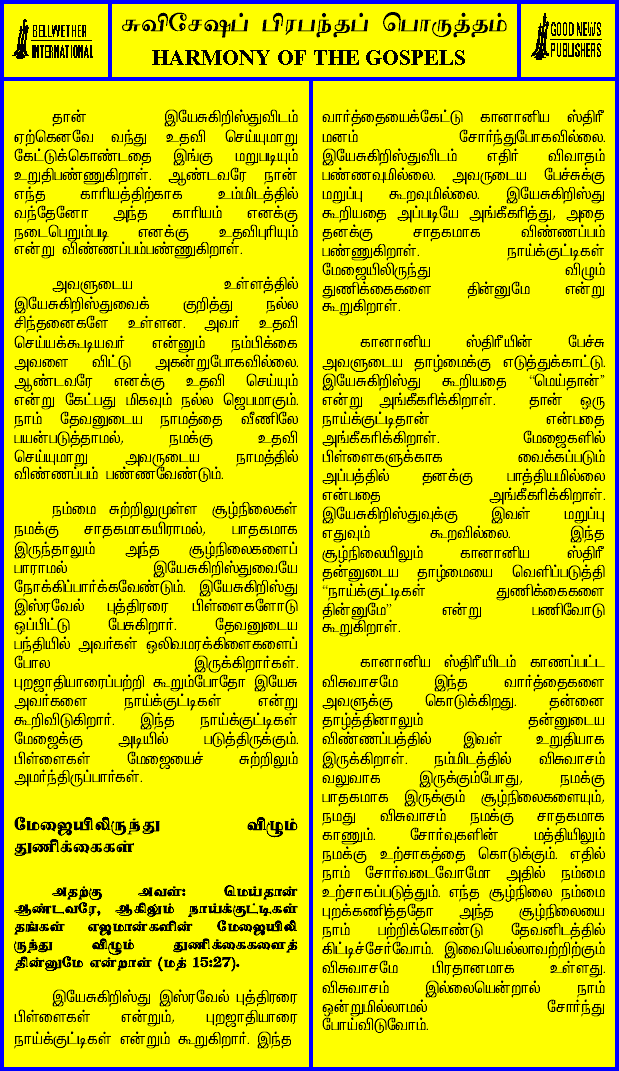 BELLWETHER
INTERNATIONAL
சுவிசேஷப் பிரபந்தப் பொருத்தம்
HARMONY OF THE GOSPELS
GOOD NEWS
PUBLISHERS
தான் இயேசுகிறிஸ்துவிடம்
ஏற்கெனவே வந்து உதவி செய்யுமாறு
கேட்டுக்கொண்டதை இங்கு மறுபடியும்
உறுதிபண்ணுகிறாள். ஆண்டவரே நான்
எந்த காரியத்திற்காக உம்மிடத்தில்
வந்தேனோ அந்த காரியம் எனக்கு
நடைபெறும்படி எனக்கு உதவிபுரியும்
என்று விண்ணப்பம்பண்ணுகிறாள்.
அவளுடைய உள்ளத்தில்
இயேசுகிறிஸ்துவைக் குறித்து நல்ல
சிந்தனைகளே உள்ளன. அவர் உதவி
செய்யக்கூடியவர் என்னும் நம்பிக்கை
அவளை விட்டு அகன்றுபோகவில்லை.
ஆண்டவரே எனக்கு உதவி செய்யும்
என்று கேட்பது மிகவும் நல்ல ஜெபமாகும்.
நாம் தேவனுடைய நாமத்தை வீணிலே
பயன்படுத்தாமல், நமக்கு உதவி
செய்யுமாறு அவருடைய நாமத்தில்
விண்ணப்பம் பண்ணவேண்டும்.
நம்மை சுற்றிலுமுள்ள சூழ்நிலைகள்
நமக்கு சாதகமாகயிராமல், பாதகமாக
இருந்தாலும் அந்த சூழ்நிலைகளைப்
பாராமல் இயேசுகிறிஸ்துவையே
நோக்கிப்பார்க்கவேண்டும். இயேசுகிறிஸ்து
இஸ்ரவேல் புத்திரரை பிள்ளைகளோடு
ஒப்பிட்டு பேசுகிறார். தேவனுடைய
பந்தியில் அவர்கள் ஒலிவமரக்கிளைகளைப்
போல இருக்கிறார்கள்.
புறஜாதியாரைப்பற்றி கூறும்போதோ இயேசு
அவர்களை நாய்க்குட்டிகள் என்று
கூறிவிடுகிறார். இந்த நாய்க்குட்டிகள்
மேஜைக்கு அடியில் படுத்திருக்கும்.
பிள்ளைகள் மேஜையைச் சுற்றிலும்
அமர்ந்திருப்பார்கள்.
மேஜையிலிருந்து விழும்
துணிக்கைகள்
அதற்கு அவள்: மெய்தான்
ஆண்டவரே, ஆகிலும் நாய்க்குட்டிகள்
தங்கள் எஜமான்களின் மேஜையிலி
ருந்து விழும் துணிக்கைகளைத்
தின்னுமே என்றாள் (மத் 15:27).
இயேசுகிறிஸ்து இஸ்ரவேல் புத்திரரை
பிள்ளைகள் என்றும், புறஜாதியாரை
நாய்க்குட்டிகள் என்றும் கூறுகிறார். இந்த
வார்த்தையைக்கேட்டு கானானிய ஸ்திரீ
மனம் சோர்ந்துபோகவில்லை.
இயேசுகிறிஸ்துவிடம் எதிர் விவாதம்
பண்ணவுமில்லை. அவருடைய பேச்சுக்கு
மறுப்பு கூறவுமில்லை. இயேசுகிறிஸ்து
கூறியதை அப்படியே அங்கீகரித்து, அதை
தனக்கு சாதகமாக விண்ணப்பம்
பண்ணுகிறாள். நாய்க்குட்டிகள்
மேஜையிலிருந்து விழும்
துணிக்கைகளை தின்னுமே என்று
கூறுகிறாள்.
கானானிய ஸ்திரீயின் பேச்சு
அவளுடைய தாழ்மைக்கு எடுத்துக்காட்டு.
இயேசுகிறிஸ்து கூறியதை “மெய்தான்”
என்று அங்கீகரிக்கிறாள். தான் ஒரு
நாய்க்குட்டிதான் என்பதை
அங்கீகரிக்கிறாள். மேஜைகளில்
பிள்ளைகளுக்காக வைக்கப்படும்
அப்பத்தில் தனக்கு பாத்தியமில்லை
என்பதை அங்கீகரிக்கிறாள்.
இயேசுகிறிஸ்துவுக்கு இவள் மறுப்பு
எதுவும் கூறவில்லை. இந்த
சூழ்நிலையிலும் கானானிய ஸ்திரீ
தன்னுடைய தாழ்மையை வெளிப்படுத்தி
“நாய்க்குட்டிகள் துணிக்கைகளை
தின்னுமே” என்று பணிவோடு
கூறுகிறாள்.
கானானிய ஸ்திரீயிடம் காணப்பட்ட
விசுவாசமே இந்த வார்த்தைகளை
அவளுக்கு கொடுக்கிறது. தன்னை
தாழ்த்தினாலும் தன்னுடைய
விண்ணப்பத்தில் இவள் உறுதியாக
இருக்கிறாள். நம்மிடத்தில் விசுவாசம்
வலுவாக இருக்கும்போது, நமக்கு
பாதகமாக இருக்கும் சூழ்நிலைகளையும்,
நமது விசுவாசம் நமக்கு சாதகமாக
காணும். சோர்வுகளின் மத்தியிலும்
நமக்கு உற்சாகத்தை கொடுக்கும். எதில்
நாம் சோர்வடைவோமோ அதில் நம்மை
உற்சாகப்படுத்தும். எந்த சூழ்நிலை நம்மை
புறக்கணித்ததோ அந்த சூழ்நிலையை
நாம் பற்றிக்கொண்டு தேவனிடத்தில்
கிட்டிச்சேர்வோம். இவையெல்லாவற்றிற்கும்
விசுவாசமே பிரதானமாக உள்ளது.
விசுவாசம் இல்லையென்றால் நாம்
ஒன்றுமில்லாமல் சோர்ந்து
போய்விடுவோம்.